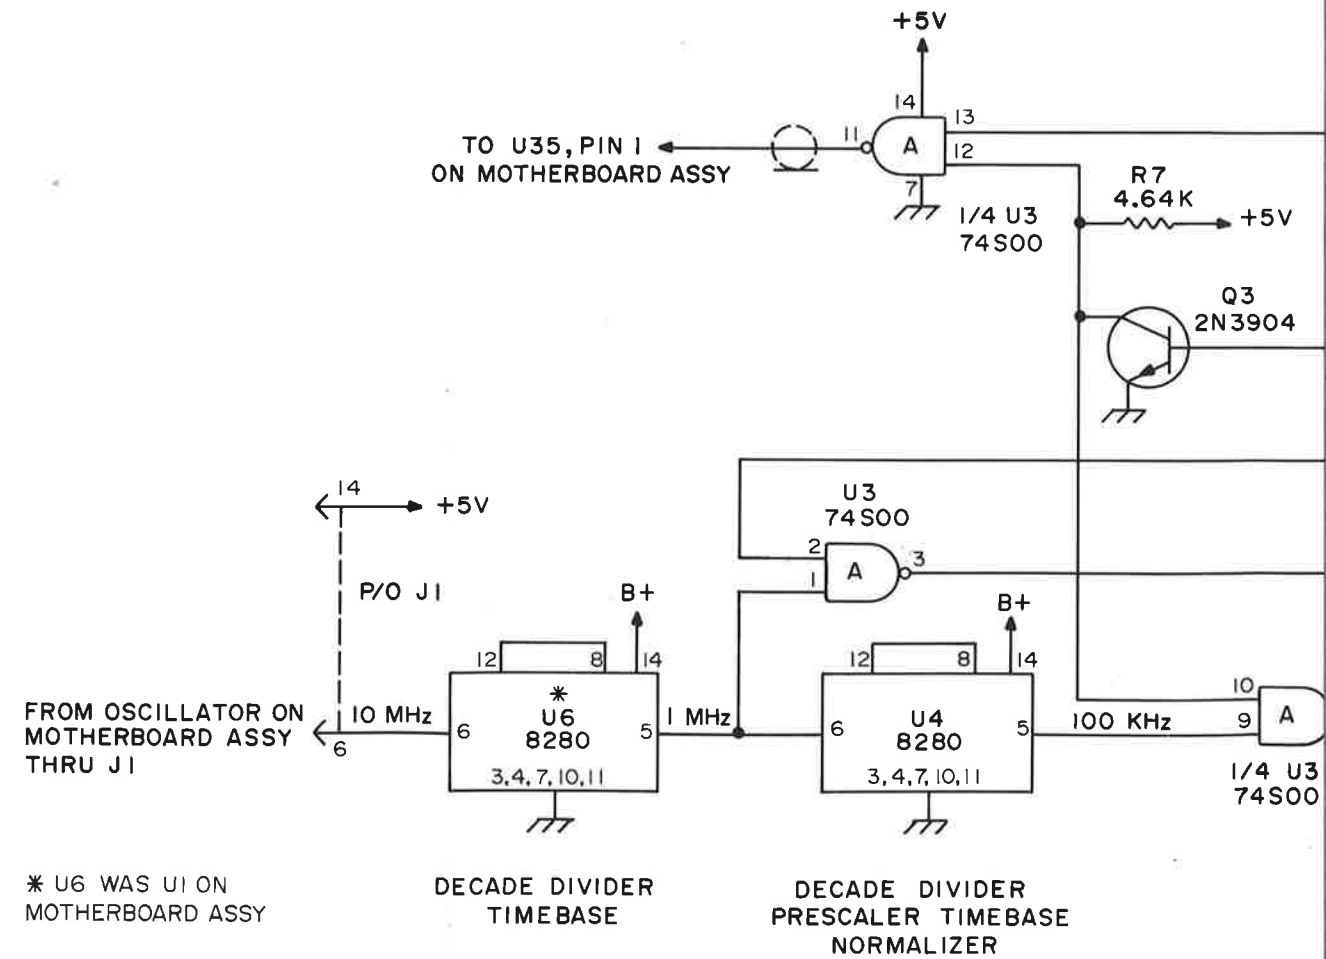 +5V
14
13
11
A
12
TO U35, PIN 1
ON MOTHERBOARD ASSY
7
1/4 U3
74S00
R7
4.64K
+5V
Q3
2N3904
14
+5V
P/O J1
U3
74S00
2
1
A
3
B+
B+
12
8
14
12
8
14
FROM OSCILLATOR ON
MOTHERBOARD ASSY
THRU J1
6
10 MHz
6
*
U6
8280
5
3,4,7,10,11
1 MHz
6
U4
8280
5
3,4,7,10,11
100 KHz
10
9
A
1/4 U3
74S00
* U6 WAS U1 ON
MOTHERBOARD ASSY
DECADE DIVIDER
TIMEBASE
DECADE DIVIDER
PRESCALER TIMEBASE
NORMALIZER